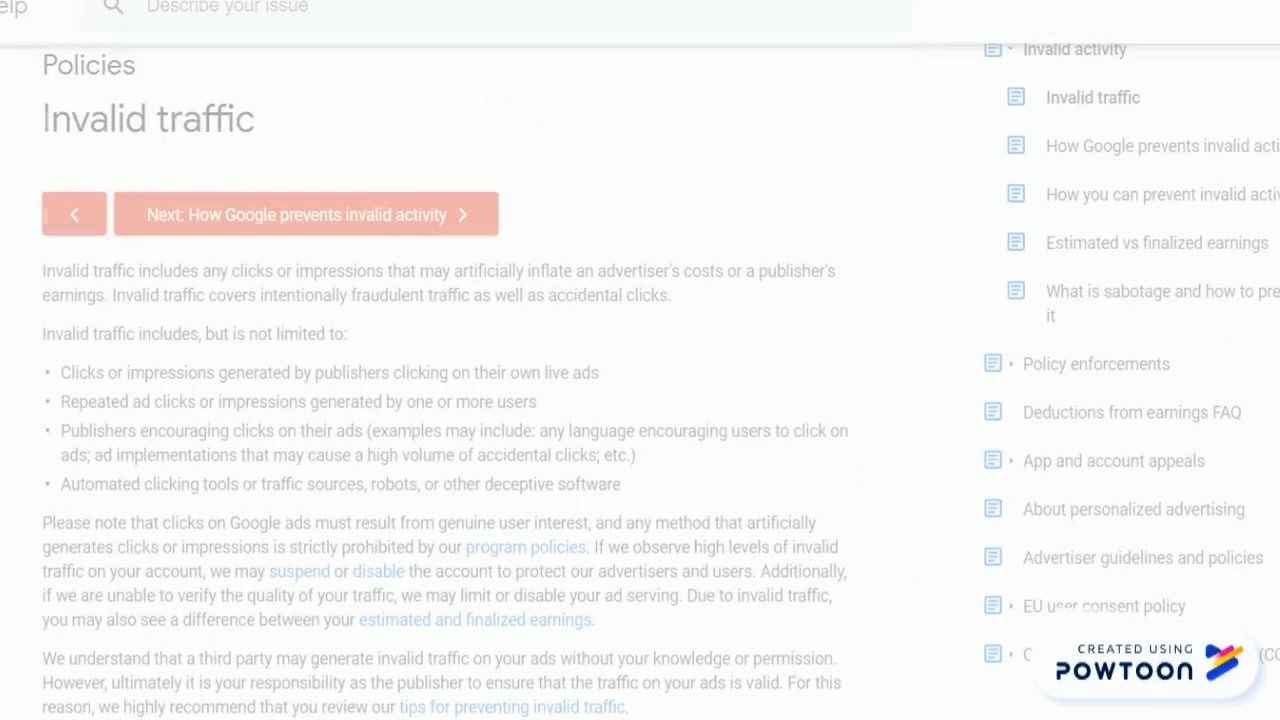 elp
Describe your issue
Policies
Invalid traffic
Next: How Google prevents invalid activity
Invalid traffic includes any clicks or impressions that may artificially inflate an advertiser's costs or a publisher's
earnings. Invalid traffic covers intentionally fraudulent traffic as well as accidental clicks.
Invalid traffic includes, but is not limited to:
• Clicks or impressions generated by publishers clicking on their own live ads
• Repeated ad clicks or impressions generated by one or more users
• Publishers encouraging clicks on their ads (examples may include: any language encouraging users to click on
ads; ad implementations that may cause a high volume of accidental clicks; etc.)
• Automated clicking tools or traffic sources, robots, or other deceptive software
Please note that clicks on Google ads must result from genuine user interest, and any method that artificially
generates clicks or impressions is strictly prohibited by our program policies. If we observe high levels of invalid
traffic on your account, we may suspend or disable the account to protect our advertisers and users. Additionally,
if we are unable to verify the quality of your traffic, we may limit or disable your ad serving. Due to invalid traffic,
you may also see a difference between your estimated and finalized earnings.
We understand that a third party may generate invalid traffic on your ads without your knowledge or permission.
However, ultimately it is your responsibility as the publisher to ensure that the traffic on your ads is valid. For this
reason, we highly recommend that you review our tips for preventing invalid traffic.
Invalid activity
Invalid traffic
How Google prevents invalid acti
How you can prevent invalid activ
Estimated vs finalized earnings
What is sabotage and how to pre
it
Policy enforcements
Deductions from earnings FAQ
App and account appeals
About personalized advertising
Advertiser guidelines and policies
EU user consent policy
C
(CC
CREATED USING
POWTOON